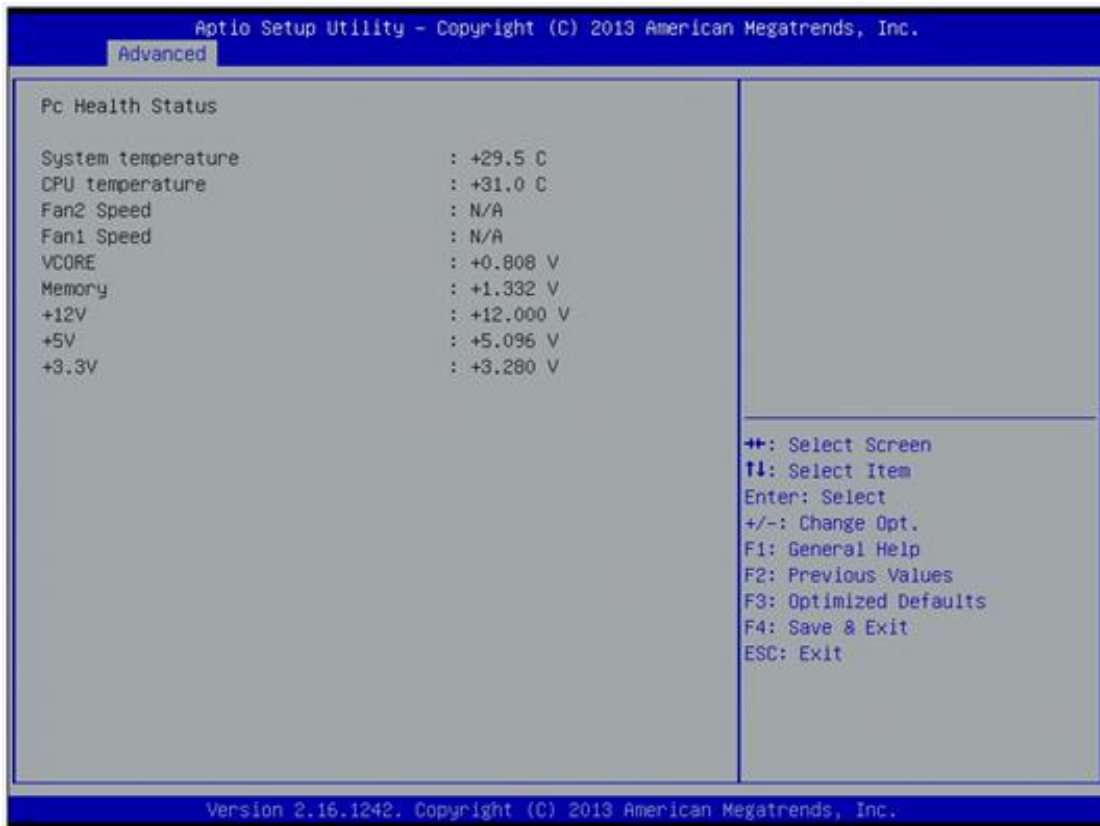 Aptio Setup Utility - Copyright (C) 2013 American Megatrends, Inc.
Advanced
Pc Health Status
System temperature : +29.5 C
CPU temperature : +31.0 C
Fan2 Speed : N/A
Fan1 Speed : N/A
VCORE : +0.808 V
Memory : +1.332 V
+12V : +12.000 V
+5V : +5.096 V
+3.3V : +3.280 V
→←: Select Screen
↑↓: Select Item
Enter: Select
+/-: Change Opt.
F1: General Help
F2: Previous Values
F3: Optimized Defaults
F4: Save & Exit
ESC: Exit
Version 2.16.1242. Copyright (C) 2013 American Megatrends, Inc.